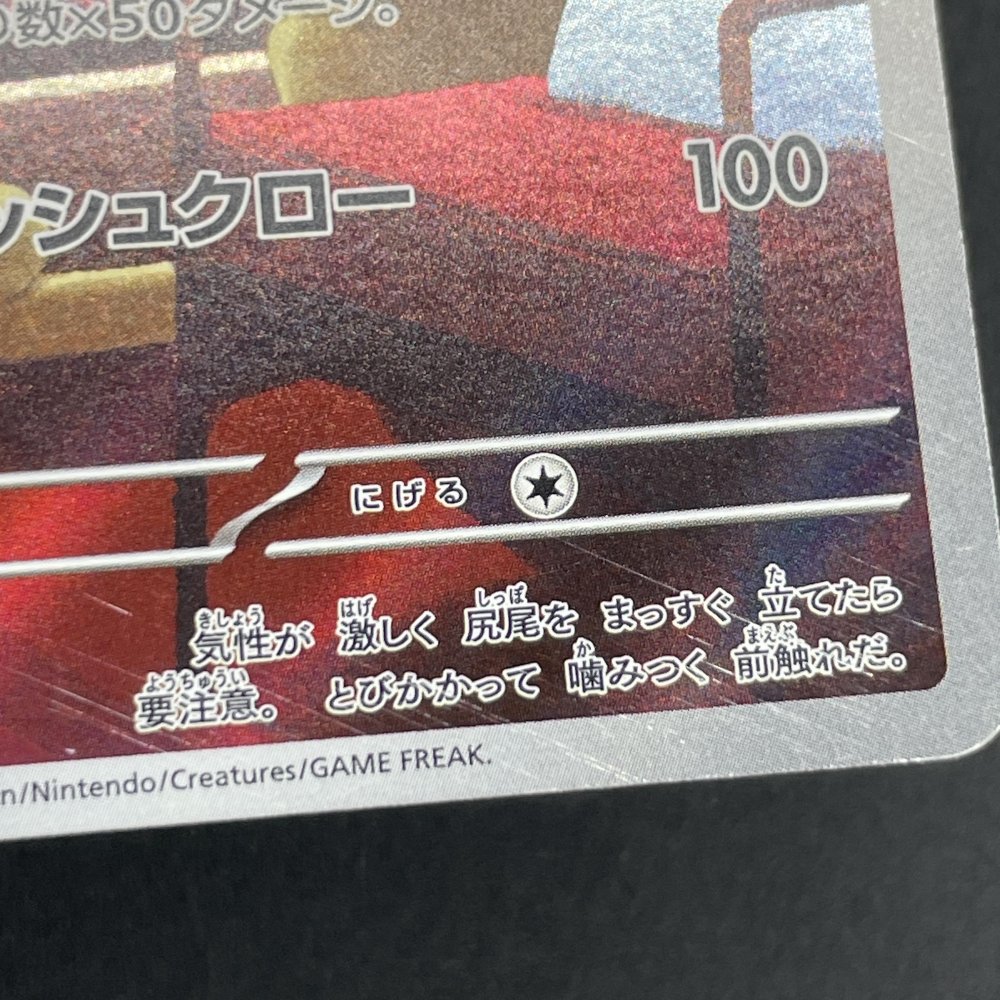 数×50ダメージ。
ッシュクロー 100
にげる
気性が 激しく 尻尾を まっすぐ 立てたら
要注意。 とびかかって 噛みつく 前触れだ。
n/Nintendo/Creatures/GAME FREAK.